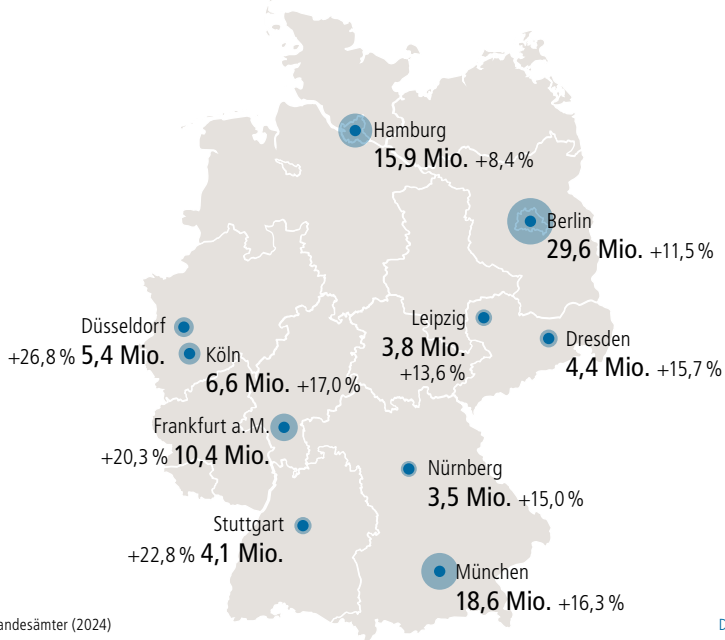 Hamburg
15,9 Mio. +8,4 %
Berlin
29,6 Mio. +11,5 %
Leipzig
3,8 Mio.
+13,6 %
Dresden
4,4 Mio. +15,7 %
Düsseldorf
+26,8 % 5,4 Mio.
Köln
6,6 Mio. +17,0 %
Frankfurt a. M.
+20,3 % 10,4 Mio.
Nürnberg
3,5 Mio. +15,0 %
Stuttgart
+22,8 % 4,1 Mio.
München
18,6 Mio. +16,3 %
(2024)